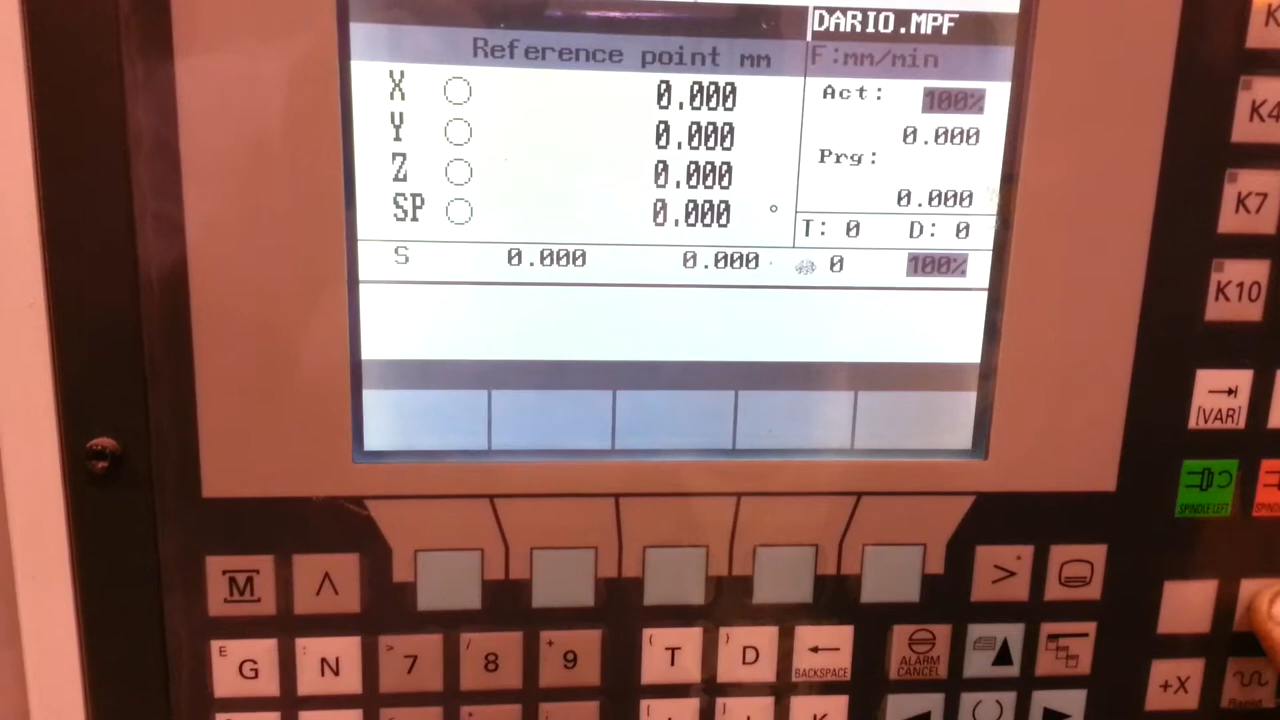 DARIO.MPF
Reference point mm
F:mm/min
X 0.000
Act: 100%
Y 0.000
0.000
Z 0.000
Prg:
SP 0.000 °
0.000
T: 0 D: 0
S 0.000 0.000 0 100%
K4
K7
K10
[VAR]
SPINDLE LEFT
M
^
>
E G
: N
> 7
/ 8
+ 9
( T
) D
BACKSPACE
ALARM
CANCEL
+X